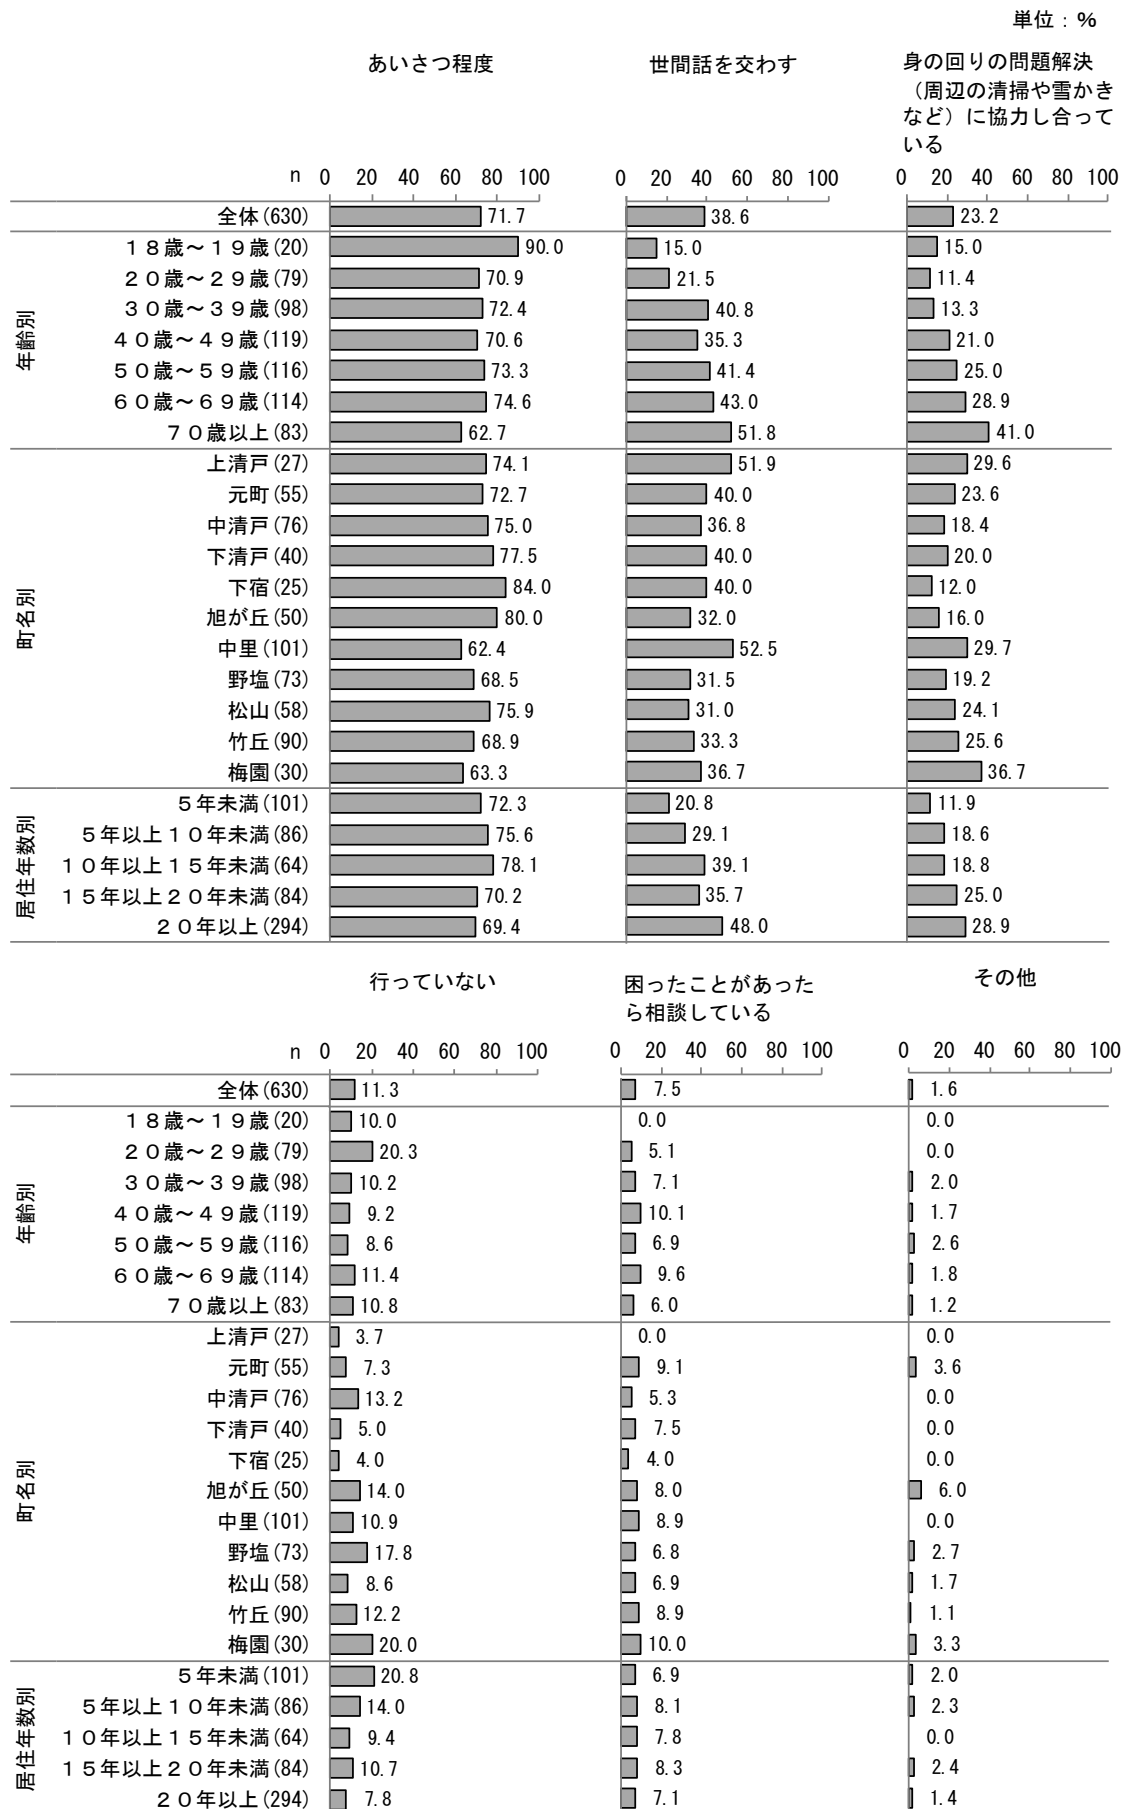 単位：％
あいさつ程度
世間話を交わす
身の回りの問題解決
（周辺の清掃や雪かき
など）に協力し合って
いる
n 0 20 40 60 80 100 0 20 40 60 80 100 0 20 40 60 80 100
全体(630) 71.7 38.6 23.2
年齢別
１８歳～１９歳(20) 90.0 15.0 15.0
２０歳～２９歳(79) 70.9 21.5 11.4
３０歳～３９歳(98) 72.4 40.8 13.3
４０歳～４９歳(119) 70.6 35.3 21.0
５０歳～５９歳(116) 73.3 41.4 25.0
６０歳～６９歳(114) 74.6 43.0 28.9
７０歳以上(83) 62.7 51.8 41.0
町名別
上清戸(27) 74.1 51.9 29.6
元町(55) 72.7 40.0 23.6
中清戸(76) 75.0 36.8 18.4
下清戸(40) 77.5 40.0 20.0
下宿(25) 84.0 40.0 12.0
旭が丘(50) 80.0 32.0 16.0
中里(101) 62.4 52.5 29.7
野塩(73) 68.5 31.5 19.2
松山(58) 75.9 31.0 24.1
竹丘(90) 68.9 33.3 25.6
梅園(30) 63.3 36.7 36.7
居住年数別
５年未満(101) 72.3 20.8 11.9
５年以上１０年未満(86) 75.6 29.1 18.6
１０年以上１５年未満(64) 78.1 39.1 18.8
１５年以上２０年未満(84) 70.2 35.7 25.0
２０年以上(294) 69.4 48.0 28.9
行っていない
困ったことがあった
ら相談している
その他
n 0 20 40 60 80 100 0 20 40 60 80 100 0 20 40 60 80 100
全体(630) 11.3 7.5 1.6
年齢別
１８歳～１９歳(20) 10.0 0.0 0.0
２０歳～２９歳(79) 20.3 5.1 0.0
３０歳～３９歳(98) 10.2 7.1 2.0
４０歳～４９歳(119) 9.2 10.1 1.7
５０歳～５９歳(116) 8.6 6.9 2.6
６０歳～６９歳(114) 11.4 9.6 1.8
７０歳以上(83) 10.8 6.0 1.2
町名別
上清戸(27) 3.7 0.0 0.0
元町(55) 7.3 9.1 3.6
中清戸(76) 13.2 5.3 0.0
下清戸(40) 5.0 7.5 0.0
下宿(25) 4.0 4.0 0.0
旭が丘(50) 14.0 8.0 6.0
中里(101) 10.9 8.9 0.0
野塩(73) 17.8 6.8 2.7
松山(58) 8.6 6.9 1.7
竹丘(90) 12.2 8.9 1.1
梅園(30) 20.0 10.0 3.3
居住年数別
５年未満(101) 20.8 6.9 2.0
５年以上１０年未満(86) 14.0 8.1 2.3
１０年以上１５年未満(64) 9.4 7.8 0.0
１５年以上２０年未満(84) 10.7 8.3 2.4
２０年以上(294) 7.8 7.1 1.4